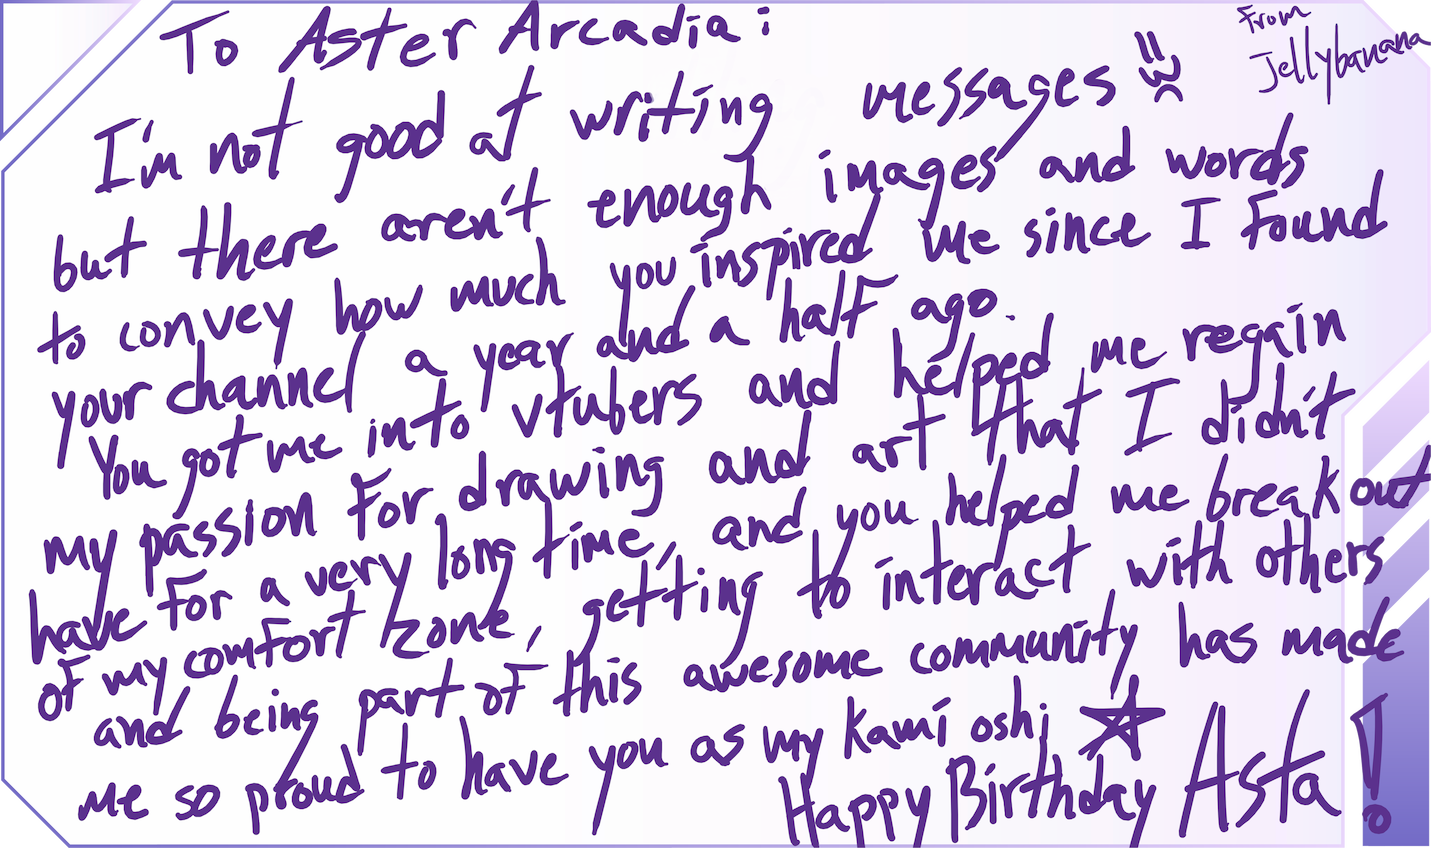 To Aster Arcadia:
From
Jellybanana
I'm not good at writing messages
but there aren't enough images and words
to convey how much you inspired me since I found
your channel a year and a half ago.
You got me into vtubers and helped me regain
my passion for drawing and art that I didn't
have for a very long time, and you helped me break out
of my comfort zone, getting to interact with others
and being part of this awesome community has made
me so proud to have you as my kami oshi
Happy Birthday Asta!